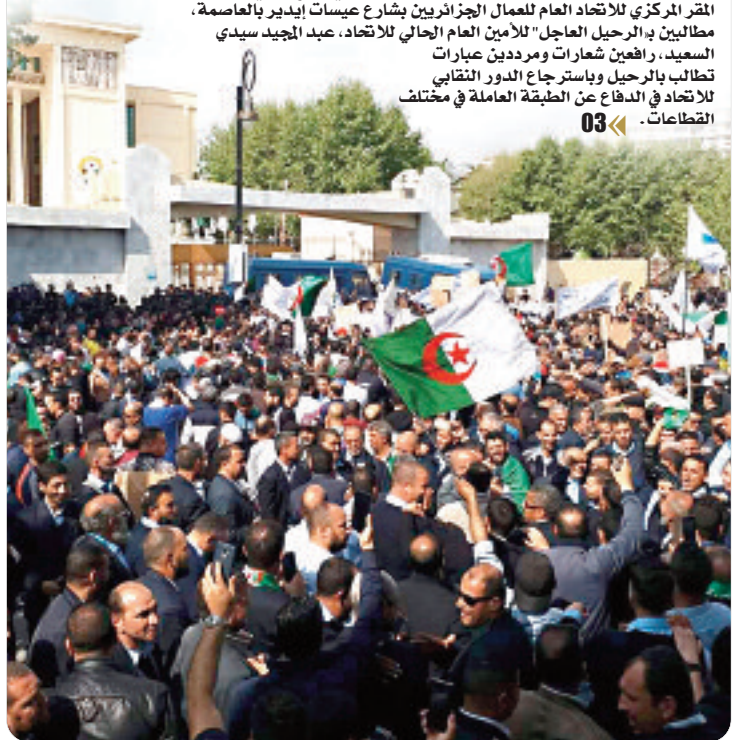 المقر المركزي للاتحاد العام للعمال الجزائريين بشارع عيسات إيدير بالعاصمة،
مطالبين بـ"الرحيل العاجل" للأمين العام الحالي للاتحاد، عبد المجيد سيدي
السعيد، رافعين شعارات ومرددين عبارات
تطالب بالرحيل وباسترجاع الدور النقابي
للاتحاد في الدفاع عن الطبقة العاملة في مختلف
القطاعات. 03